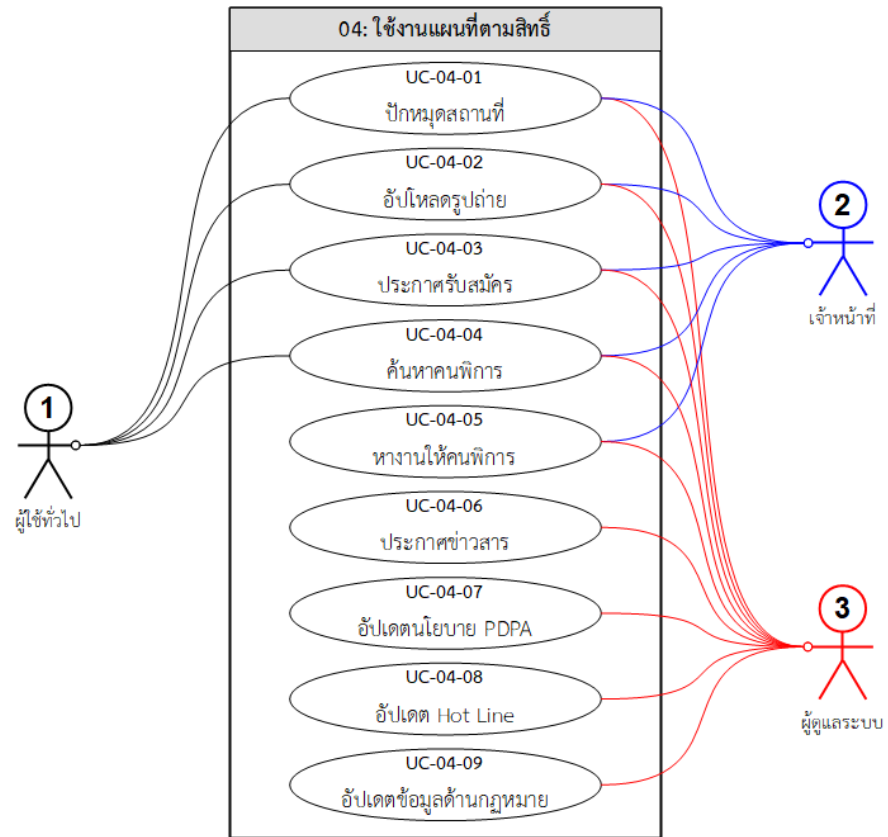 04: ใช้งานแผนที่ตามสิทธิ์
UC-04-01
ปักหมุดสถานที่
UC-04-02
อัปโหลดรูปถ่าย
UC-04-03
ประกาศรับสมัคร
UC-04-04
ค้นหาคนพิการ
UC-04-05
หางานให้คนพิการ
UC-04-06
ประกาศข่าวสาร
UC-04-07
อัปเดตนโยบาย PDPA
UC-04-08
อัปเดต Hot Line
UC-04-09
อัปเดตข้อมูลด้านกฎหมาย
1
ผู้ใช้ทั่วไป
2
เจ้าหน้าที่
3
ผู้ดูแลระบบ